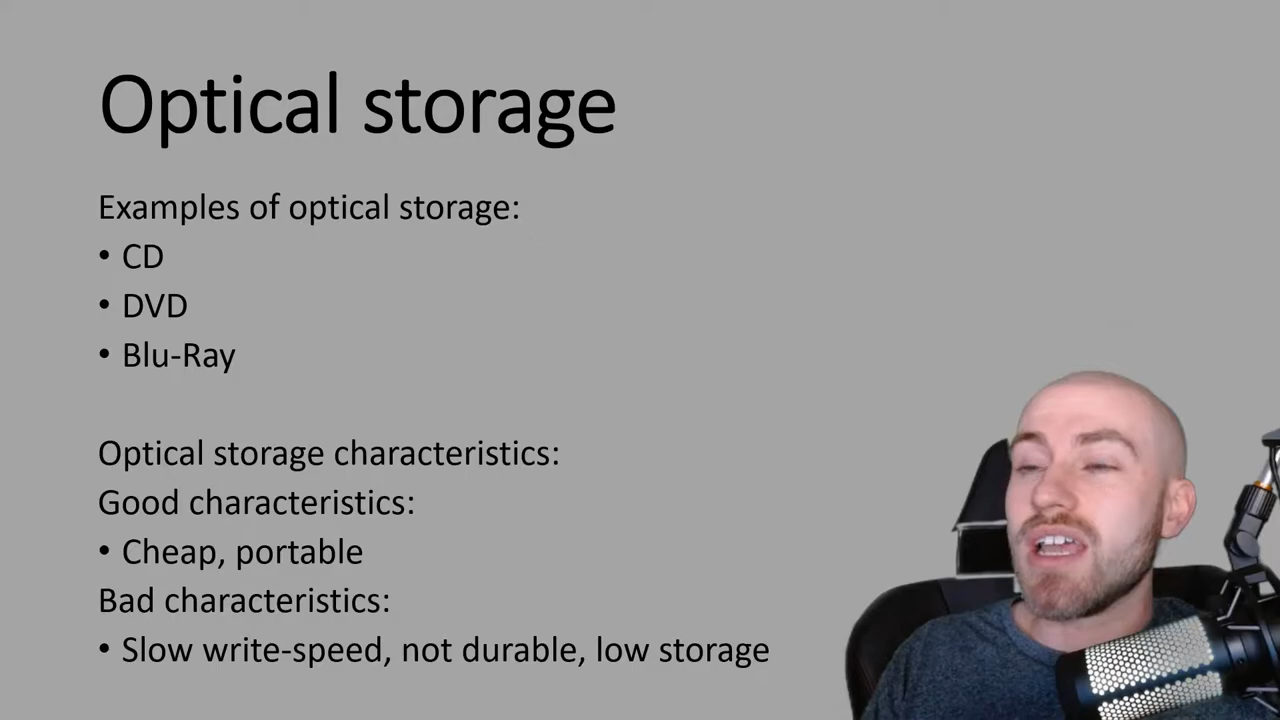 Optical storage
Examples of optical storage:
• CD
• DVD
• Blu-Ray
Optical storage characteristics:
Good characteristics:
• Cheap, portable
Bad characteristics:
• Slow write-speed, not durable, low storage